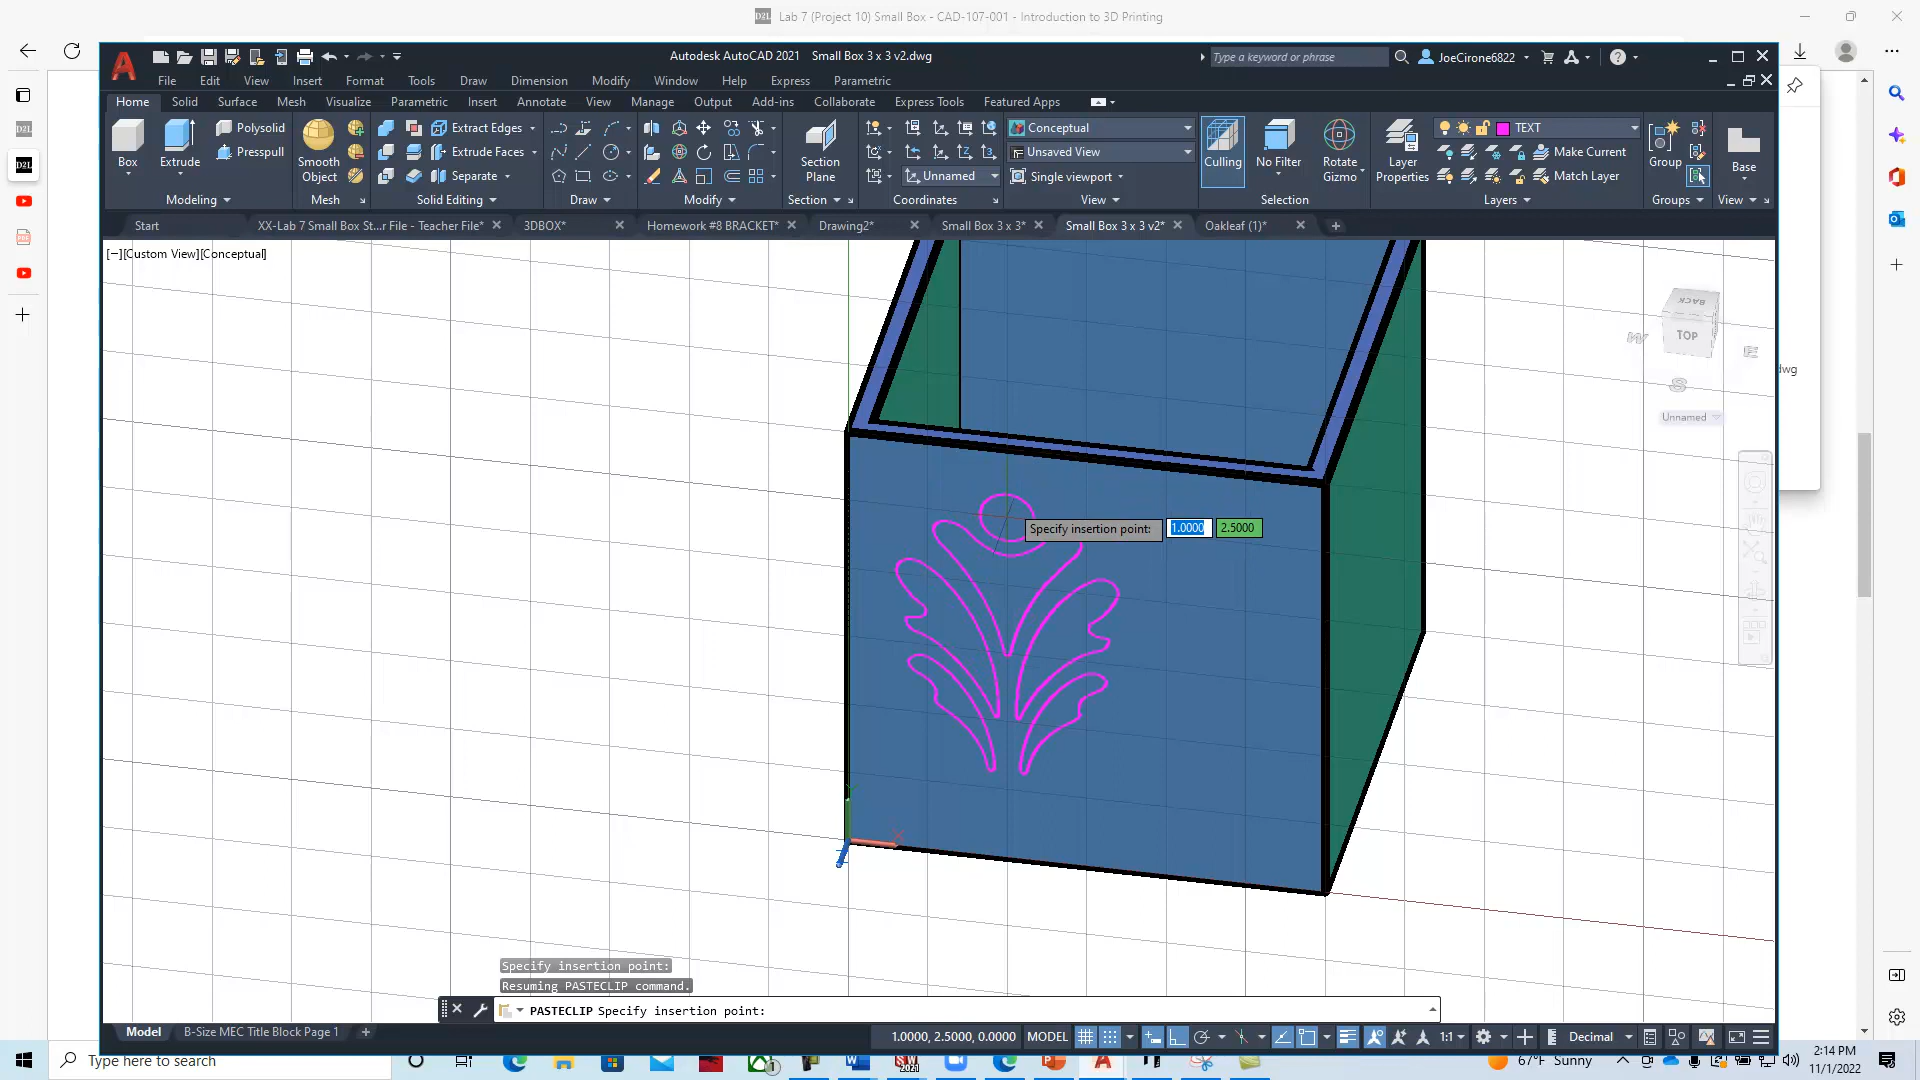 Lab 7 (Project 10) Small Box - CAD-107-001 - Introduction to 3D Printing
Autodesk AutoCAD 2021 Small Box 3 x 3 v2.dwg
Type a keyword or phrase
JoeCirone6822
File Edit View Insert Format Tools Draw Dimension Modify Window Help Express Parametric
Home Solid Surface Mesh Visualize Parametric Insert Annotate View Manage Output Add-ins Collaborate Express Tools Featured Apps
Box
Extrude
Polysolid
Presspull
Smooth Object
Extract Edges
Extrude Faces
Separate
Section Plane
Unnamed
Conceptual
Unsaved View
Single viewport
Culling
No Filter
Rotate Gizmo
Layer Properties
TEXT
Make Current
Match Layer
Group
Base
Modeling Mesh Solid Editing Draw Modify Section Coordinates View Selection Layers Groups View
Start XX-Lab 7 Small Box St...r File - Teacher File* 3DBOX* Homework #8 BRACKET* Drawing2* Small Box 3 x 3* Small Box 3 x 3 v2* Oakleaf (1)*
[−][Custom View][Conceptual]
BACK
TOP
W
E
S
Unnamed
dwg
Specify insertion point: 1.0000 2.5000
X
Specify insertion point:
Resuming PASTECLIP command.
PASTECLIP Specify insertion point:
Model B-Size MEC Title Block Page 1
1.0000, 2.5000, 0.0000 MODEL 1:1 Decimal
Type here to search
67°F Sunny
2:14 PM
11/1/2022